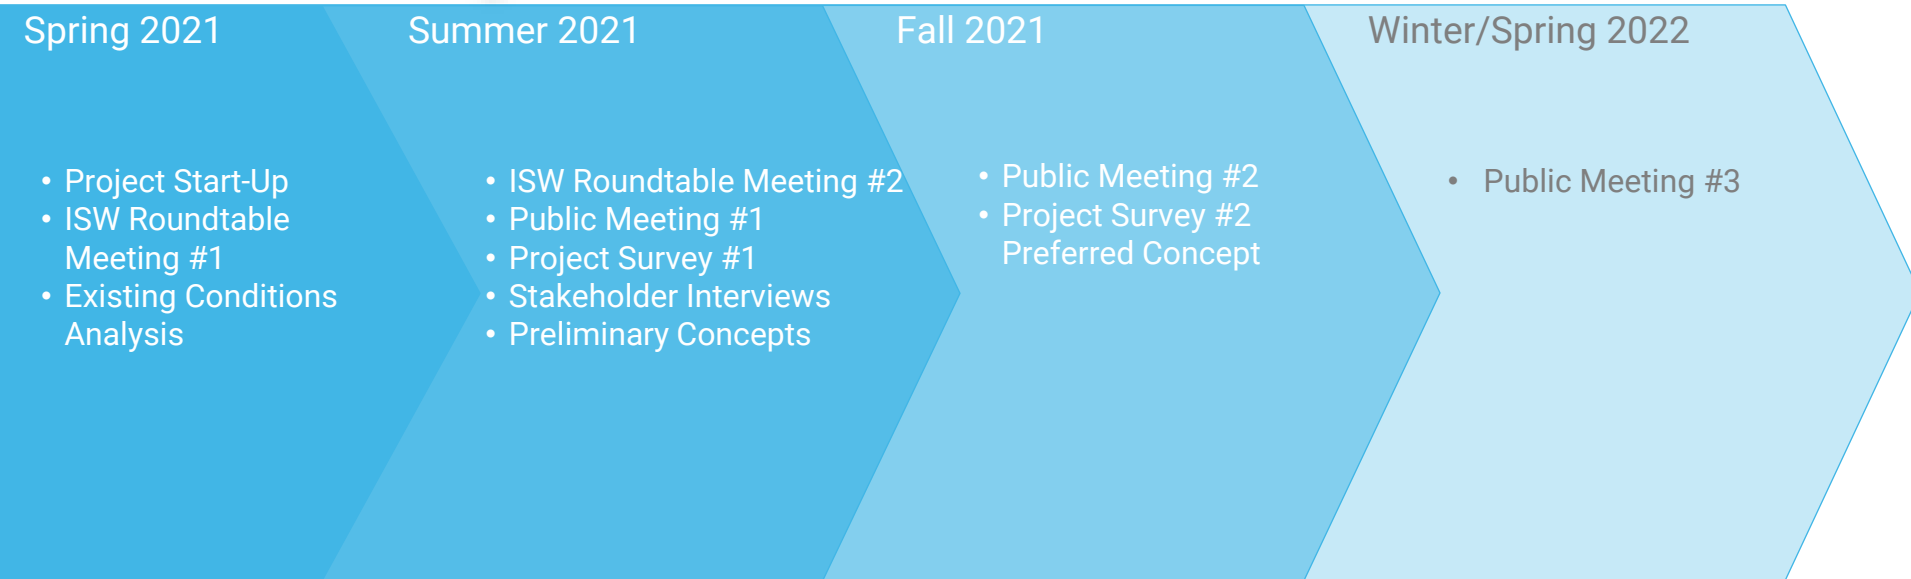 Spring 2021
• Project Start-Up
• ISW Roundtable
Meeting #1
• Existing Conditions
Analysis
Summer 2021
• ISW Roundtable Meeting #2
• Public Meeting #1
• Project Survey #1
• Stakeholder Interviews
• Preliminary Concepts
Fall 2021
• Public Meeting #2
• Project Survey #2
Preferred Concept
Winter/Spring 2022
• Public Meeting #3